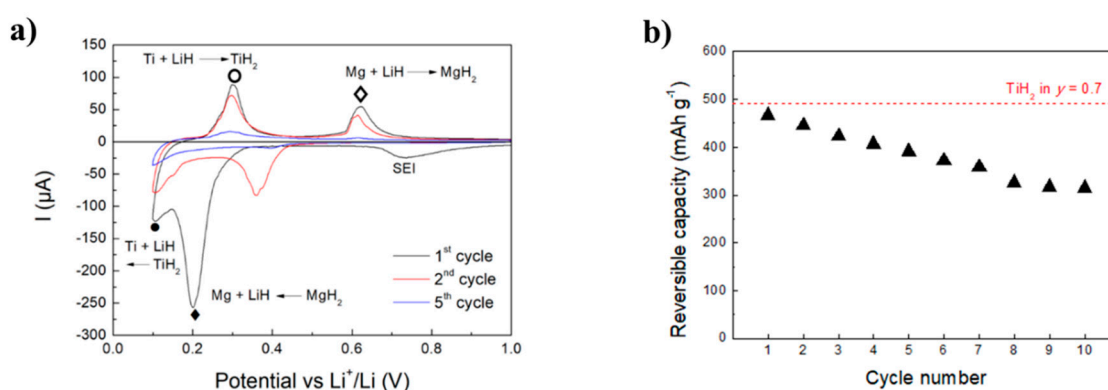 a)
150
100
50
0
-50
-100
-150
-200
-250
-300
I (µA)
Ti + LiH → TiH₂
Mg + LiH → MgH₂
SEI
Ti + LiH
← TiH₂
Mg + LiH ← MgH₂
1st cycle
2nd cycle
5th cycle
0.0 0.2 0.4 0.6 0.8 1.0
Potential vs Li⁺/Li (V)
b)
600
500
400
300
200
100
0
Reversible capacity (mAh g⁻¹)
TiH₂ in y = 0.7
1 2 3 4 5 6 7 8 9 10
Cycle number